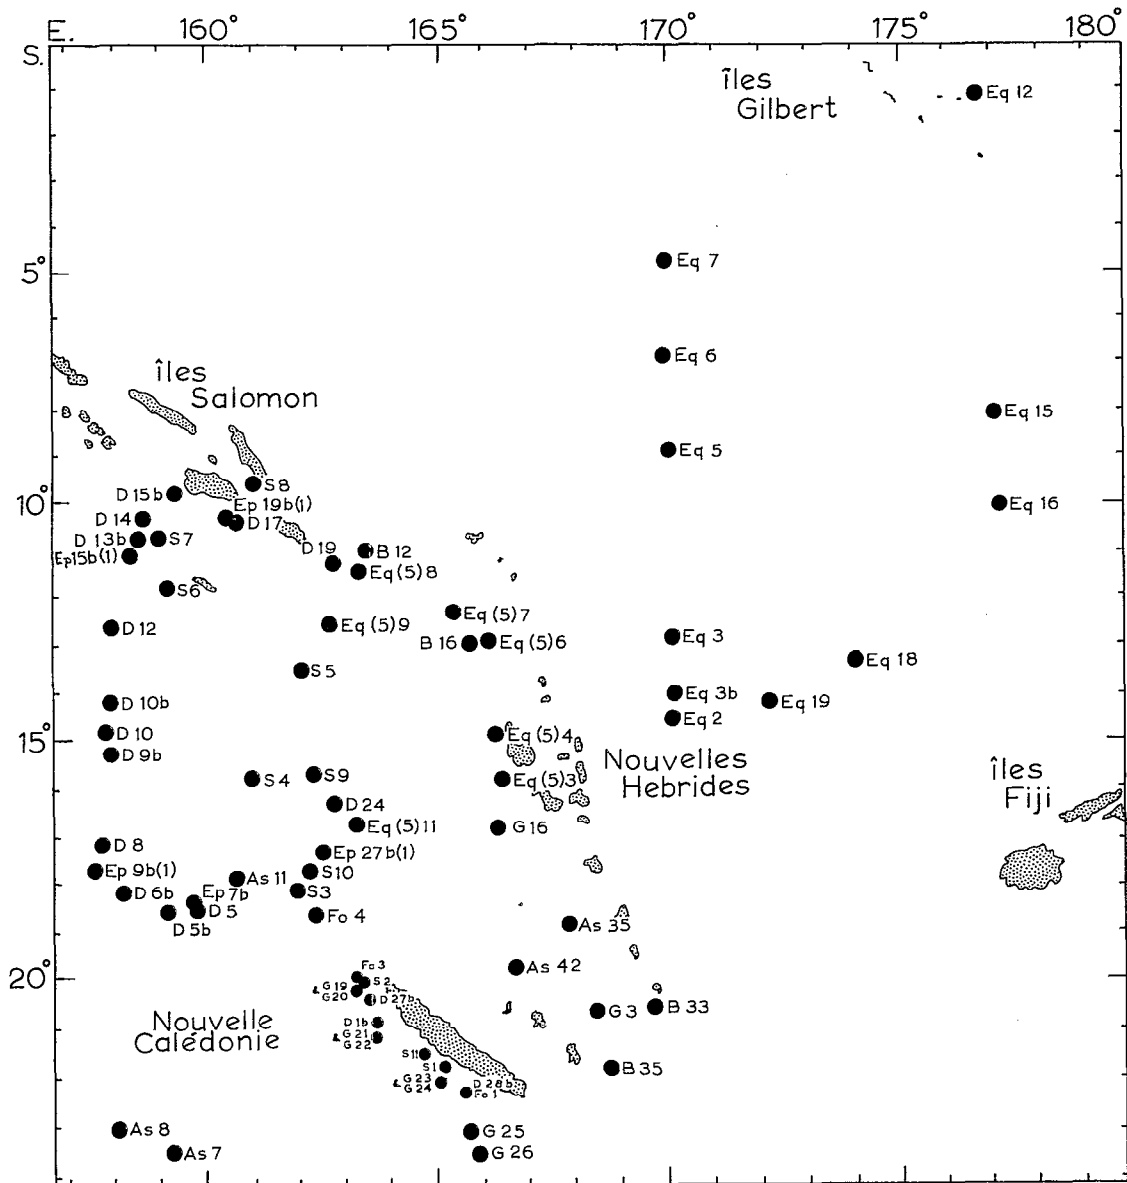 E. 160° 165° 170° 175° 180°
S.
îles
Gilbert
Eq 12
5°
Eq 7
Eq 6
îles
Salomon
Eq 15
Eq 5
S 8
D 15b
10°
Ep 19b(1)
Eq 16
D 14
D 17
D 13b
S 7
D 19
B 12
Ep15b(1)
Eq (5) 8
S6
Eq (5) 7
D 12
Eq (5) 9
B 16
Eq (5) 6
Eq 3
Eq 18
S 5
Eq 3b
Eq 19
D 10b
Eq 2
D 10
Eq (5) 4
15°
D 9b
Nouvelles
Hebrides
îles
Fiji
S 4
S 9
Eq (5) 3
D 24
Eq (5) 11
G 16
D 8
Ep 27 b(1)
Ep 9b(1)
As 11
S 10
D 6b
Ep 7b
S 3
D 5
D 5b
Fo 4
As 35
20°
As 42
Fo 3
S 2
G 19
& G 20
D 27b
G 3
B 33
Nouvelle
Calédonie
D 1b
G 21
& G 22
S 11
S 1
B 35
G 23
& G 24
D 28 b
Fo 1
As 8
G 25
As 7
G 26